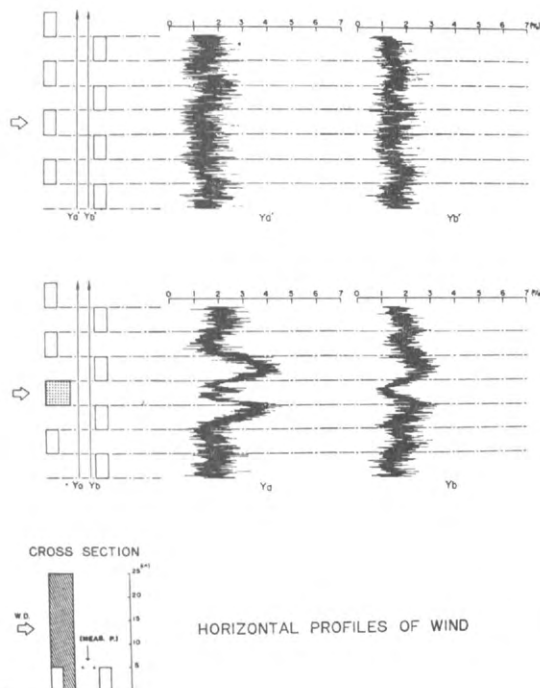 0 1 2 3 4 5 6 7
0 1 2 3 4 5 6 7
Ya' Yb' Ya' Yb'
0 1 2 3 4 5 6 7
0 1 2 3 4 5 6 7
Ya Yb Ya Yb
CROSS SECTION
25
20
W.D.
15
HORIZONTAL PROFILES OF WIND
10
(MEAS. P.)
5